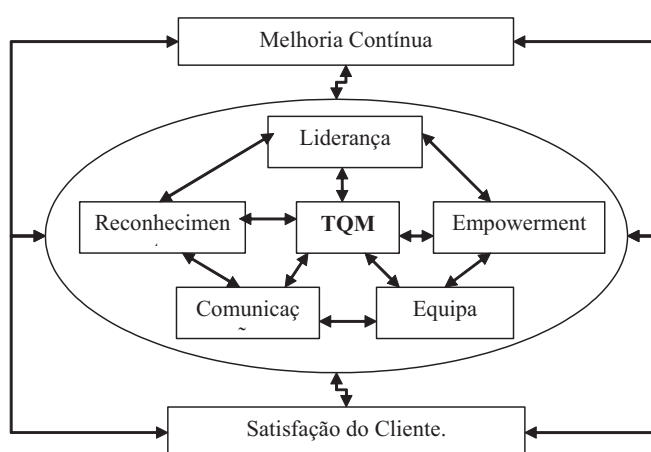 Melhoria Contínua
Liderança
Reconhecimen
TQM
Empowerment
Comunicaç
Equipa
Satisfação do Cliente.